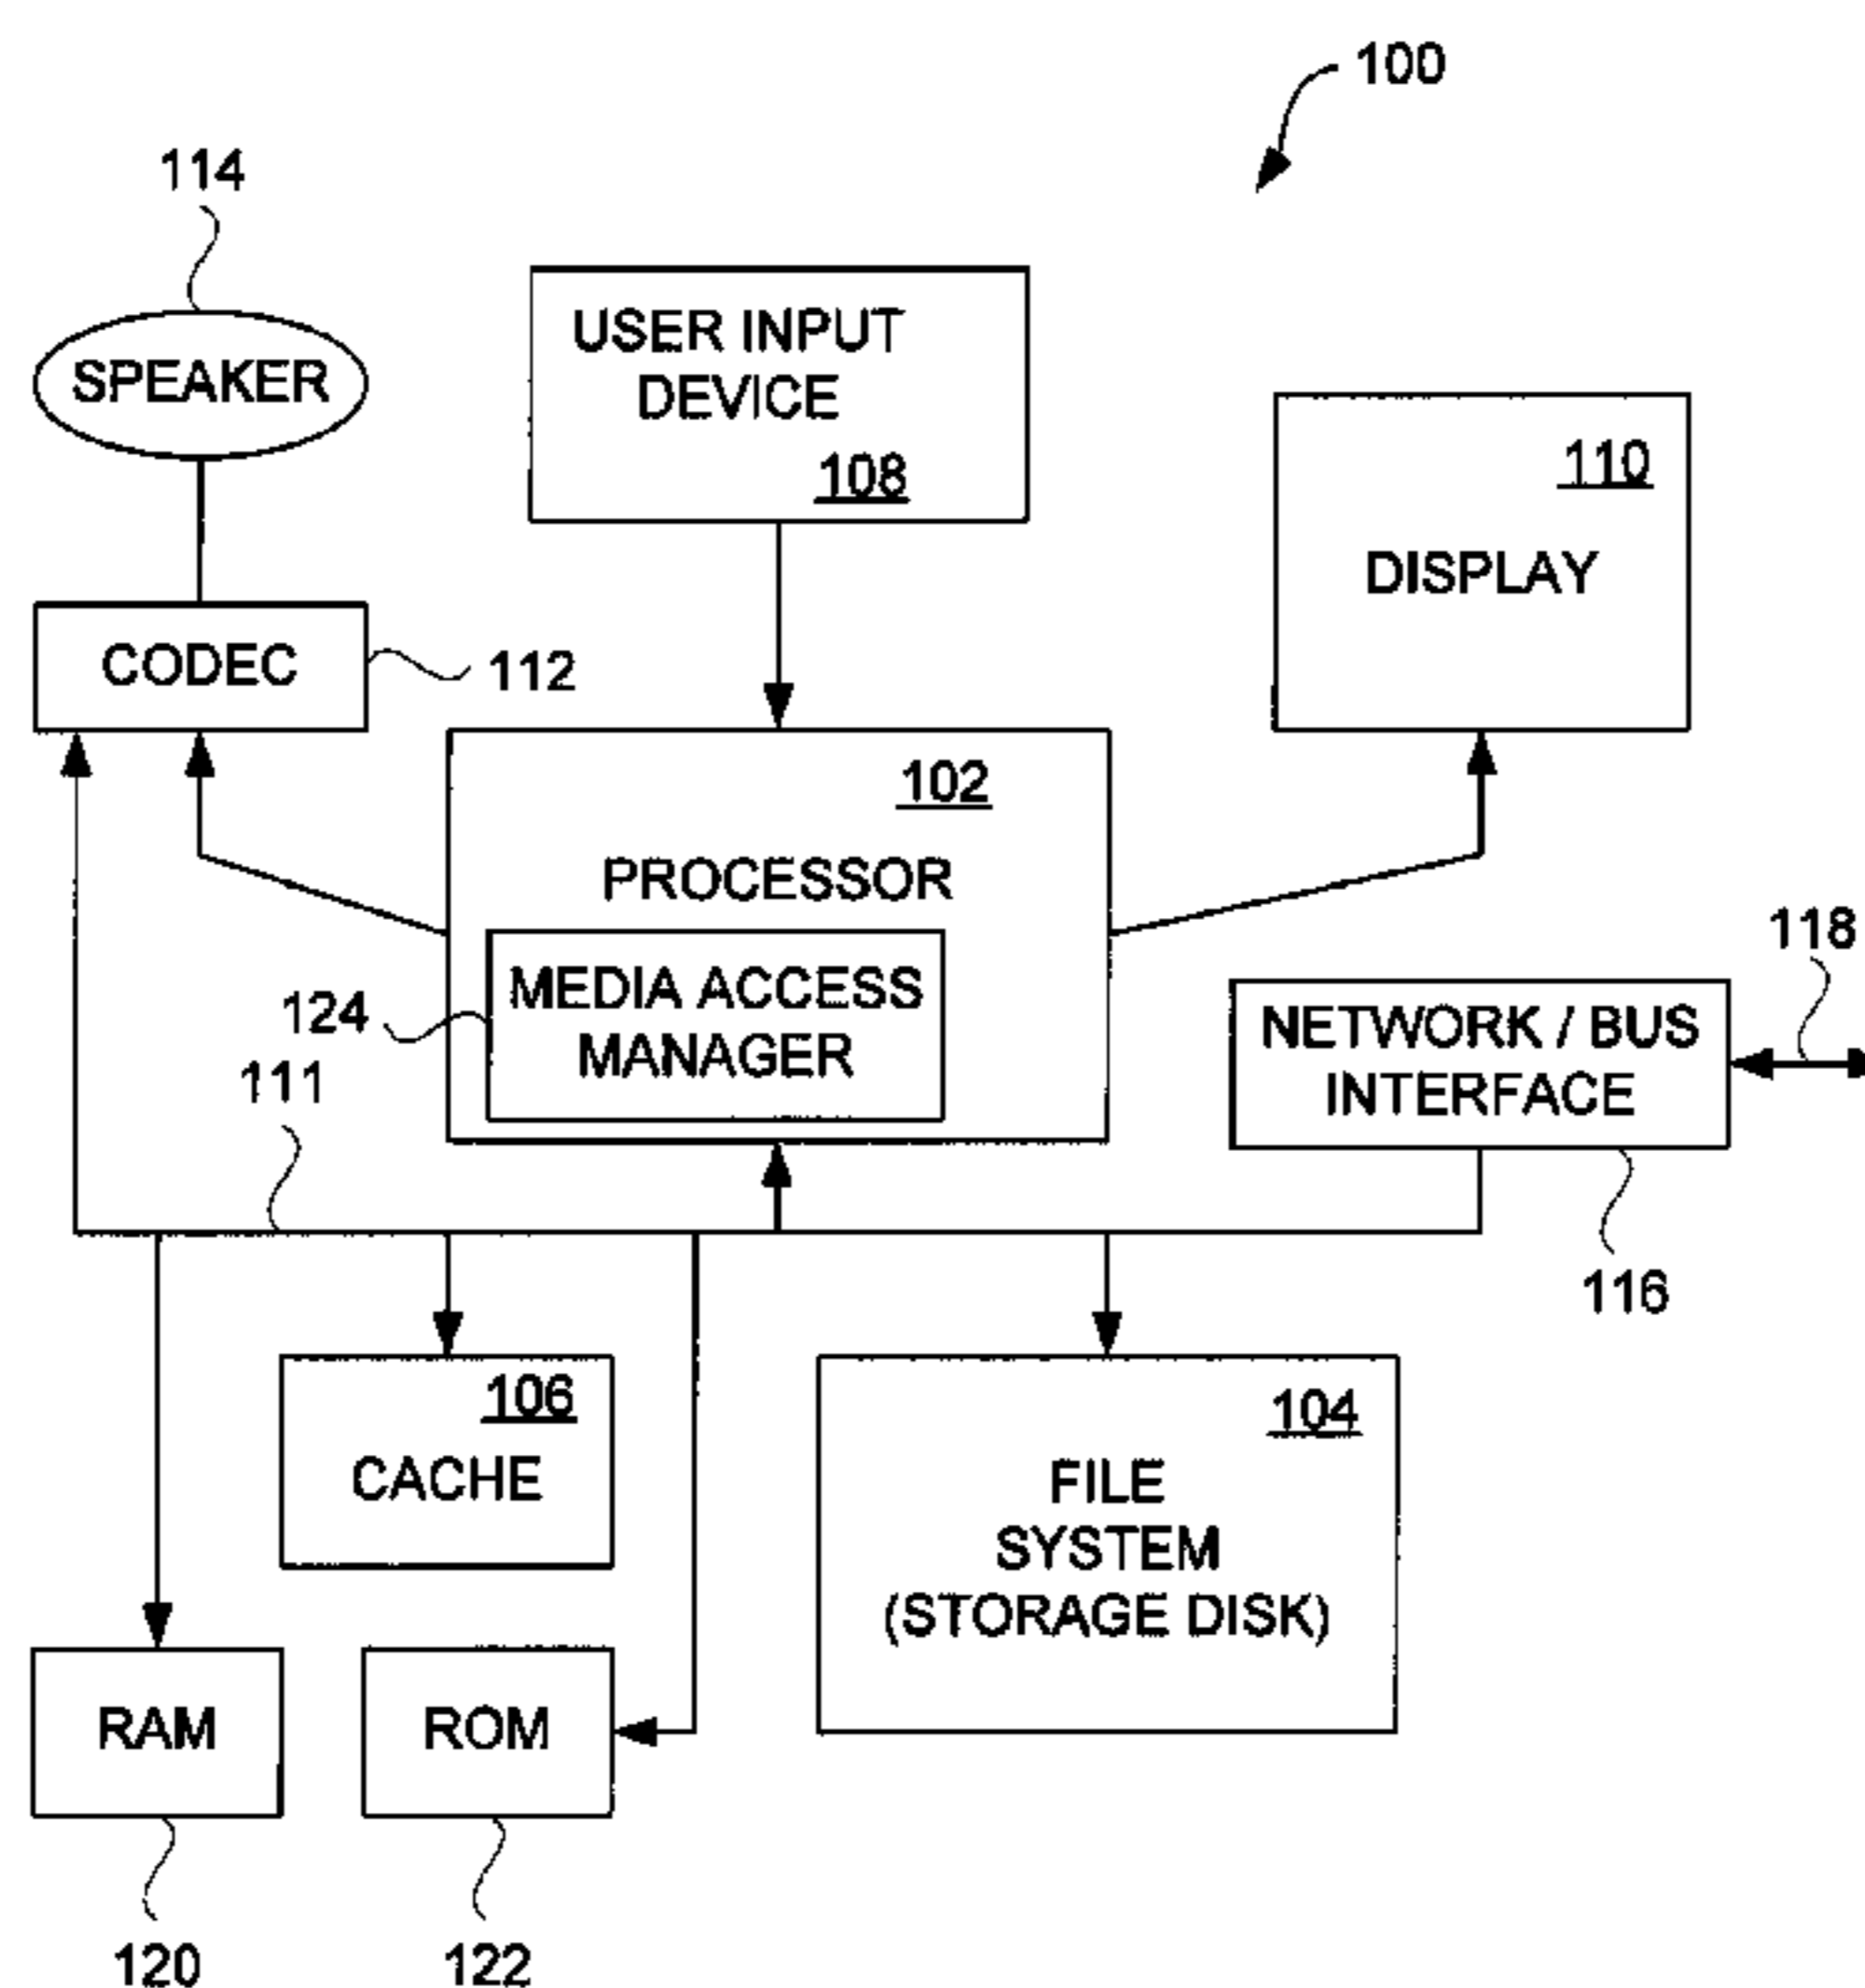 100
114
SPEAKER
USER INPUT
DEVICE
108
110
DISPLAY
CODEC
112
102
PROCESSOR
MEDIA ACCESS
MANAGER
124
111
118
NETWORK / BUS
INTERFACE
116
106
CACHE
104
FILE
SYSTEM
(STORAGE DISK)
RAM
ROM
120
122